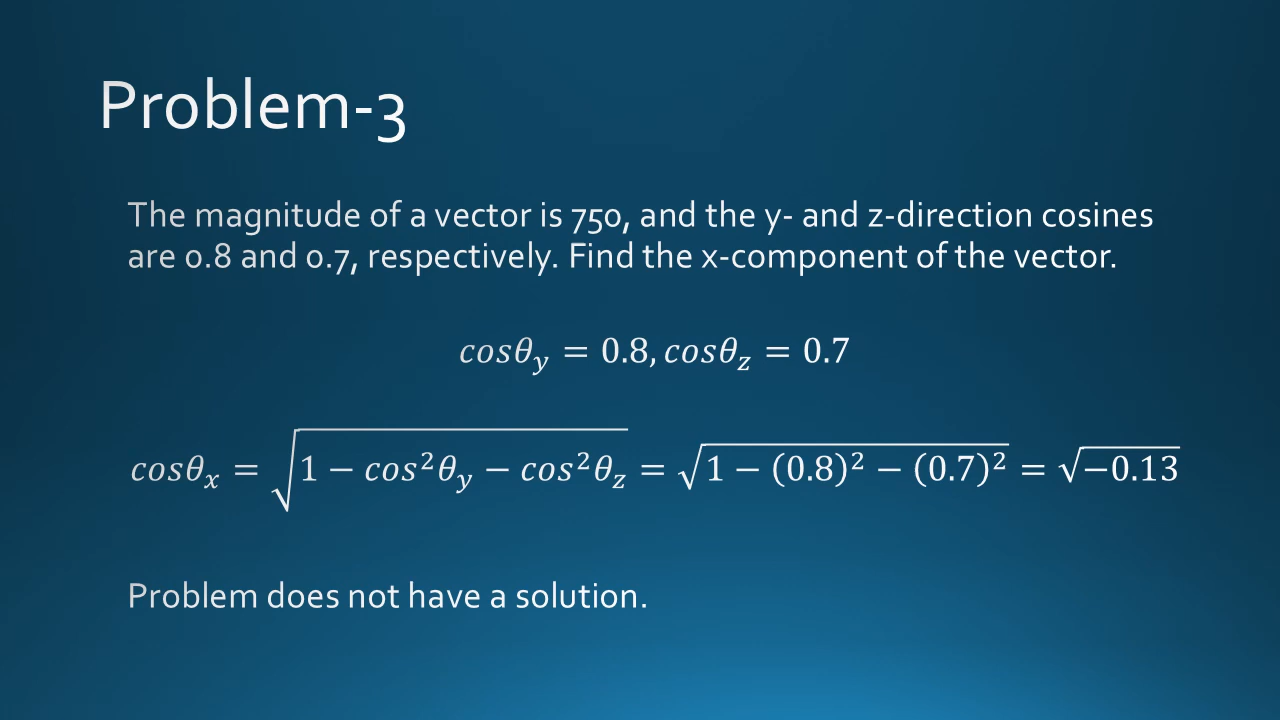 Problem-3
The magnitude of a vector is 750, and the y- and z-direction cosines
are 0.8 and 0.7, respectively. Find the x-component of the vector.
𝑐𝑜𝑠𝜃_𝑦 = 0.8, 𝑐𝑜𝑠𝜃_𝑧 = 0.7
𝑐𝑜𝑠𝜃_𝑥 = √(1 − 𝑐𝑜𝑠²𝜃_𝑦 − 𝑐𝑜𝑠²𝜃_𝑧) = √(1 − (0.8)² − (0.7)²) = √−0.13
Problem does not have a solution.